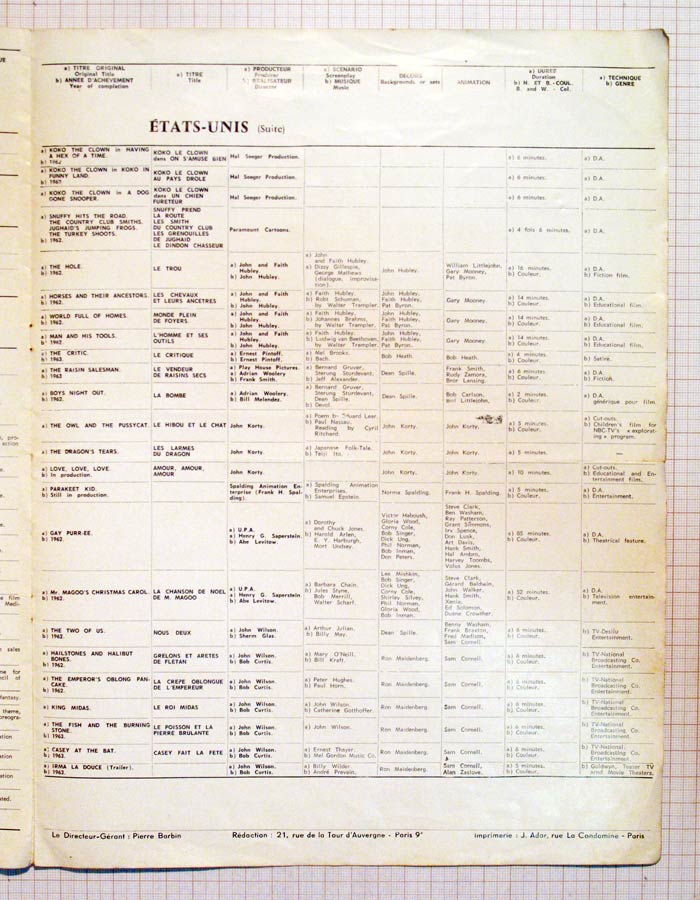 a) TITRE ORIGINAL
Original Title
b) ANNEE D'ACHEVEMENT
Year of completion
a) TITRE
Title
a) PRODUCTEUR
Producer
b) REALISATEUR
Director
a) SCENARIO
Screenplay
b) MUSIQUE
Music
DECORS
Backgrounds or sets
ANIMATION
a) DUREE
Duration
b) N. ET B.-COUL.
B. and W. - Col.
a) TECHNIQUE
b) GENRE
ÉTATS-UNIS (Suite)
a) KOKO THE CLOWN in HAVING
A HEX OF A TIME.
b) 1962
KOKO LE CLOWN
dans ON S'AMUSE BIEN
Hal Seeger Production.
a) 6 minutes.
a) D.A.
a) KOKO THE CLOWN in KOKO IN
FUNNY LAND.
b) 1962
KOKO LE CLOWN
AU PAYS DROLE
Hal Seeger Production.
a) 6 minutes.
a) D.A.
a) KOKO THE CLOWN in A DOG
GONE SNOOPER.
KOKO LE CLOWN
dans UN CHIEN
FURETEUR
Hal Seeger Production.
a) 6 minutes.
a) D.A.
a) SNUFFY HITS THE ROAD.
THE COUNTRY CLUB SMITHS.
JUGHAID'S JUMPING FROGS.
THE TURKEY SHOOTS.
b) 1962.
SNUFFY PREND
LA ROUTE
LES SMITH
DU COUNTRY CLUB
LES GRENOUILLES
DE JUGHAID
LE DINDON CHASSEUR
Paramount Cartoons.
a) 4 fois 6 minutes.
a) D.A.
a) THE HOLE.
b) 1962.
LE TROU
a) John and Faith
Hubley.
b) John Hubley.
a) John
and Faith Hubley.
a) Dizzy Gillespie,
George Mathews
(dialogue, improvisa-
tion).
John Hubley.
William Littlejohn,
Gary Mooney,
Pat Byron.
a) 16 minutes.
b) Couleur.
a) D.A.
b) Fiction film.
a) HORSES AND THEIR ANCESTORS.
b) 1962.
LES CHEVAUX
ET LEURS ANCETRES
a) John and Faith
Hubley.
b) John Hubley.
a) Faith Hubley.
b) Robt Schuman,
by Walter Trampler.
John Hubley,
Faith Hubley.
Pat Byron.
Gary Mooney.
a) 14 minutes.
b) Couleur.
a) D.A.
b) Educational film.
a) WORLD FULL OF HOMES.
b) 1962.
MONDE PLEIN
DE FOYERS.
a) John and Faith
Hubley.
b) John Hubley.
a) Faith Hubley.
b) Johannes Brahms,
by Walter Trampler.
John Hubley,
Faith Hubley.
Pat Byron.
Gary Mooney.
a) 14 minutes.
b) Couleur.
a) D.A.
b) Educational film.
a) MAN AND HIS TOOLS.
b) 1962
L'HOMME ET SES
OUTILS
a) John and Faith
Hubley.
b) John Hubley.
a) Faith Hubley.
b) Ludwig van Beethoven,
by Walter Trampler.
John Hubley,
Faith Hubley.
Pat Byron.
Gary Mooney.
a) 14 minutes.
b) Couleur.
a) D.A.
b) Educational film.
a) THE CRITIC.
b) 1963
LE CRITIQUE
a) Ernest Pintoff.
b) Ernest Pintoff.
a) Mel Brooks.
b) Bach.
Bob Heath.
Bob Heath.
a) 4 minutes.
b) Couleur.
b) Satire.
a) THE RAISIN SALESMAN.
b) 1963
LE VENDEUR
DE RAISINS SECS
a) Play House Pictures.
a) Adrian Woolery
b) Frank Smith.
a) Bernard Gruver,
Sterung Sturdevant.
b) Jeff Alexander.
Dean Spille.
Frank Smith,
Rudy Zamora,
Bror Lansing.
a) 6 minutes.
b) Couleur.
a) D.A.
b) Fiction.
a) BOYS NIGHT OUT.
b) 1962.
LA BOMBE
a) Adrian Woolery.
b) Bill Melendez.
a) Bernard Gruver,
Sterung Sturdevant,
Dean Spille.
b) Devol.
Dean Spille.
Bob Carlson,
Bill Littlejohn.
a) 2 minutes.
b) Couleur.
a) D.A.
générique pour film.
a) THE OWL AND THE PUSSYCAT.
LE HIBOU ET LE CHAT
John Korty.
a) Poem by Edward Leer.
b) Paul Nassau.
Reading by Cyril
Ritchard.
John Korty.
John Korty.
a) 3 minutes.
b) Couleur.
a) Cut-outs.
b) Children's film for
NBC-TV's « explorat-
ing » program.
a) THE DRAGON'S TEARS.
LES LARMES
DU DRAGON
John Korty.
a) Japonese Folk-Tale.
b) Teiji Ito.
John Korty.
John Korty.
a) 5 minutes.
—
a) LOVE, LOVE, LOVE.
b) In production.
AMOUR, AMOUR,
AMOUR
John Korty.
John Korty.
John Korty.
a) 10 minutes.
a) Cut-outs.
b) Educational and En-
tertainment film.
a) PARAKEET KID.
b) Still in production.
Spalding Animation En-
terprise (Frank H. Spal-
ding).
a) Spalding Animation
Enterprises.
b) Samuel Epstein.
Norma Spalding.
Frank H. Spalding.
a) 5 minutes.
b) Couleur.
a) D.A.
b) Entertainment.
a) GAY PURR-EE.
b) 1962.
a) U.P.A.
a) Henry G. Saperstein.
b) Abe Levitow.
a) Dorothy
and Chuck Jones.
b) Harold Arlen,
E. Y. Harburgh,
Mort Lindsey.
Victor Haboush,
Gloria Wood,
Corny Cole,
Bob Singer,
Dick Ung,
Phil Norman,
Bob Inman,
Don Peters.
Steve Clark,
Ben Washam,
Ray Patterson,
Grant Simmons,
Irv Spence,
Don Lusk,
Art Davis,
Hank Smith,
Hal Ambro,
Harvey Toombs,
Volus Jones.
a) 85 minutes.
b) Couleur.
a) D.A.
b) Theatrical feature.
a) Mr. MAGOO'S CHRISTMAS CAROL.
b) 1962.
LA CHANSON DE NOEL
DE M. MAGOO
a) U.P.A.
a) Henry G. Saperstein
b) Abe Levitow.
a) Barbara Chain.
b) Jules Styne,
Bob Merrill,
Walter Scharf.
Lee Mishkin,
Bob Singer,
Dick Ung,
Corny Cole,
Shirley Silvey,
Phil Norman,
Gloria Wood,
Bob Inman.
Steve Clark,
Gérard Baldwin,
John Walker,
Hank Smith,
Xenia,
Ed Solomon,
Duane Crowther.
a) 52 minutes.
b) Couleur.
a) D.A.
b) Television entertain-
ment.
a) THE TWO OF US.
b) 1962.
NOUS DEUX
a) John Wilson.
b) Sherm Glas.
a) Arthur Julian.
b) Billy May.
Dean Spille.
Benny Washam,
Frank Braxton,
Fred Madison,
Sam Cornell.
a) 6 minutes.
b) Couleur.
b) TV-Desilu
Entertainment.
a) HAILSTONES AND HALIBUT
BONES.
b) 1962.
GRELONS ET ARETES
DE FLETAN
a) John Wilson.
b) Bob Curtis.
a) Mary O'Neill.
b) Bill Kraft.
Ron Maidenberg.
Sam Cornell.
a) 6 minutes.
b) Couleur.
b) TV-National
Broadcasting Co.
Entertainment.
a) THE EMPEROR'S OBLONG PAN-
CAKE.
b) 1962.
LA CREPE OBLONGUE
DE L'EMPEREUR
a) John Wilson.
b) Bob Curtis.
a) Peter Hughes.
b) Paul Horn.
Ron Maidenberg.
Sam Cornell.
a) 6 minutes.
b) Couleur.
b) TV-National
Broadcasting Co.
Entertainment.
a) KING MIDAS.
LE ROI MIDAS
a) John Wilson.
b) Bob Curtis.
a) John Wilson.
b) Catherine Gotthoffer.
Ron Maidenberg.
Sam Cornell.
a) 6 minutes.
b) Couleur.
b) TV-National
Broadcasting Co.
Entertainment.
a) THE FISH AND THE BURNING
STONE.
b) 1963.
LE POISSON ET LA
PIERRE BRULANTE
a) John Wilson.
b) Bob Curtis.
a) John Wilson.
Ron Maidenberg.
Sam Cornell.
a) 6 minutes.
b) Couleur.
b) TV-National
Broadcasting Co.
Entertainment.
a) CASEY AT THE BAT.
b) 1963.
CASEY FAIT LA FETE
a) John Wilson.
b) Bob Curtis.
a) Ernest Thayer.
b) Mel Gordon Music Co.
Ron Maidenberg.
Sam Cornell.
a) 6 minutes.
b) Couleur.
b) TV-National
Broadcasting Co.
Entertainment
a) IRMA LA DOUCE (Trailer).
b) 1963.
a) John Wilson.
b) Bob Curtis.
a) Billy Wilder
b) André Prevain.
Ron Maidenberg.
Sam Cornell,
Alan Zaslove.
a) 5 minutes.
b) Couleur.
b) Goldwyn, Teaser TV
and Movie Theaters.
Le Directeur-Gérant : Pierre Barbin
Rédaction : 21, rue de la Tour d'Auvergne - Paris 9e
Imprimerie : J. Ador, rue La Condamine - Paris